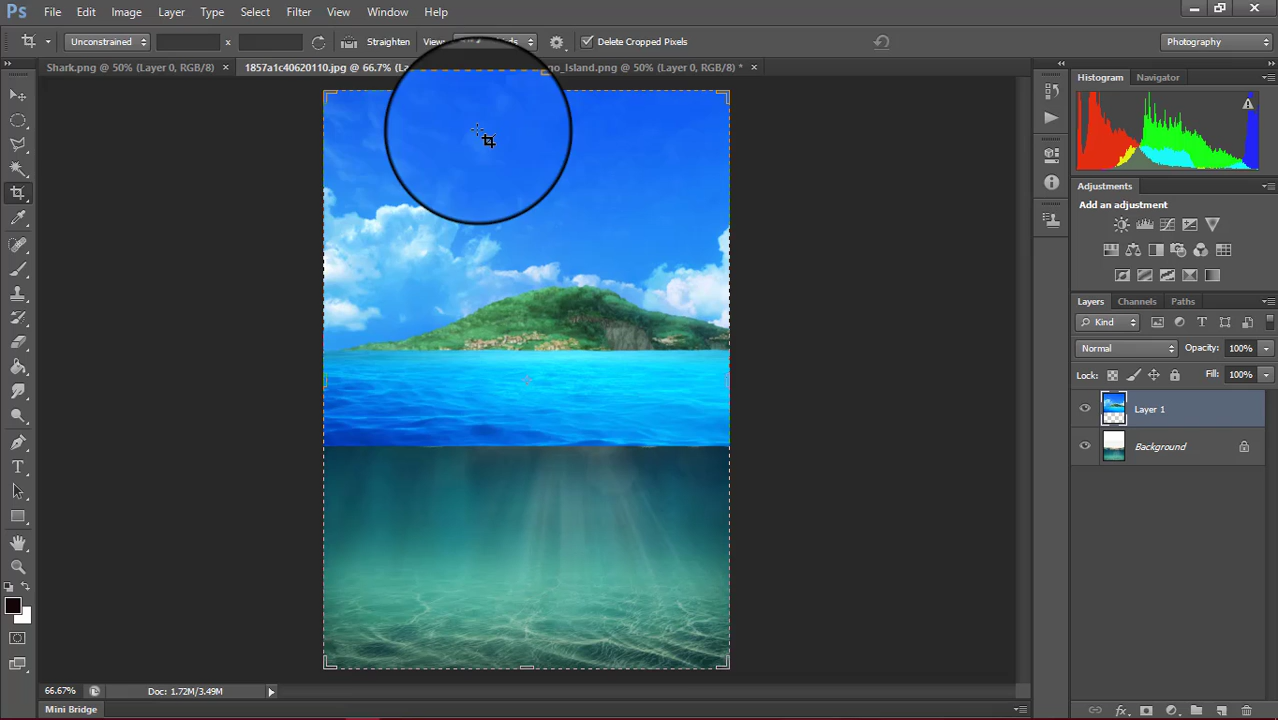 Ps File Edit Image Layer Type Select Filter View Window Help
Unconstrained x Straighten View: Delete Cropped Pixels Photography
Shark.png @ 50% (Layer 0, RGB/8) × 1857a1c40620110.jpg @ 66.7% (La o_Island.png @ 50% (Layer 0, RGB/8) * ×
Histogram Navigator
Adjustments
Add an adjustment
Layers Channels Paths
Kind
Normal Opacity: 100%
Lock: Fill: 100%
Layer 1
Background
66.67% Doc: 1.72M/3.49M
Mini Bridge